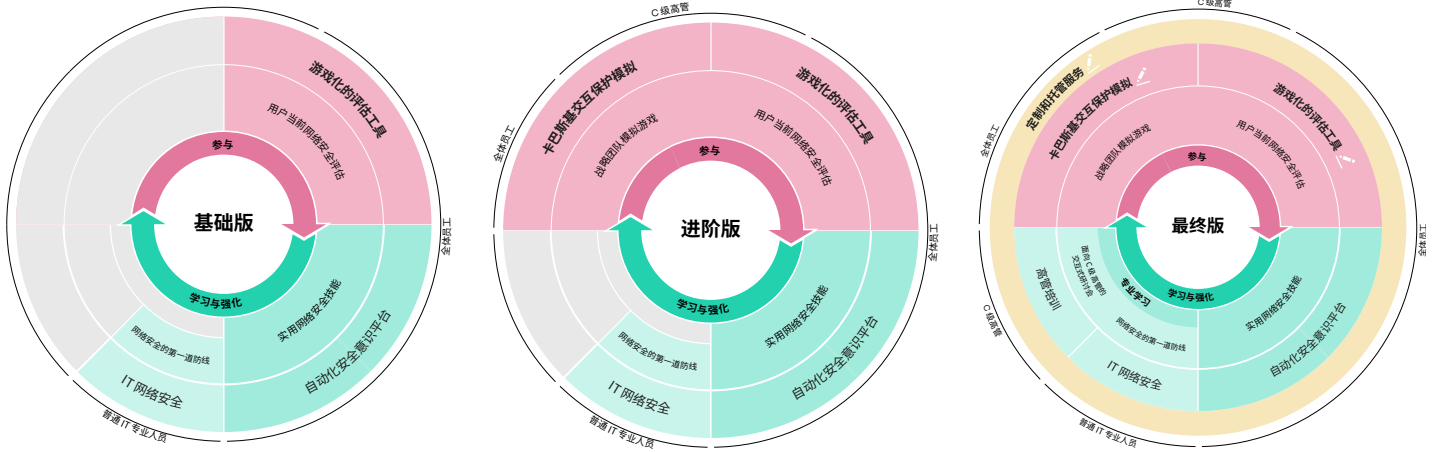 游戏化的评估工具
用户当前网络安全评估
参与
基础版
学习与强化
实用网络安全技能
自动化安全意识平台
网络安全的第一道防线
IT 网络安全
全体员工
普通 IT 专业人员
C 级高管
全体员工
卡巴斯基交互保护模拟
战略团队模拟游戏
游戏化的评估工具
用户当前网络安全评估
参与
进阶版
学习与强化
实用网络安全技能
自动化安全意识平台
网络安全的第一道防线
IT 网络安全
全体员工
普通 IT 专业人员
C 级高管
全体员工
定制和托管服务
卡巴斯基交互保护模拟
战略团队模拟游戏
游戏化的评估工具
用户当前网络安全评估
参与
最终版
学习与强化
专业学习
面向 C 级高管的
交互式研讨会
高管培训
实用网络安全技能
自动化安全意识平台
网络安全的第一道防线
IT 网络安全
全体员工
C 级高管
普通 IT 专业人员